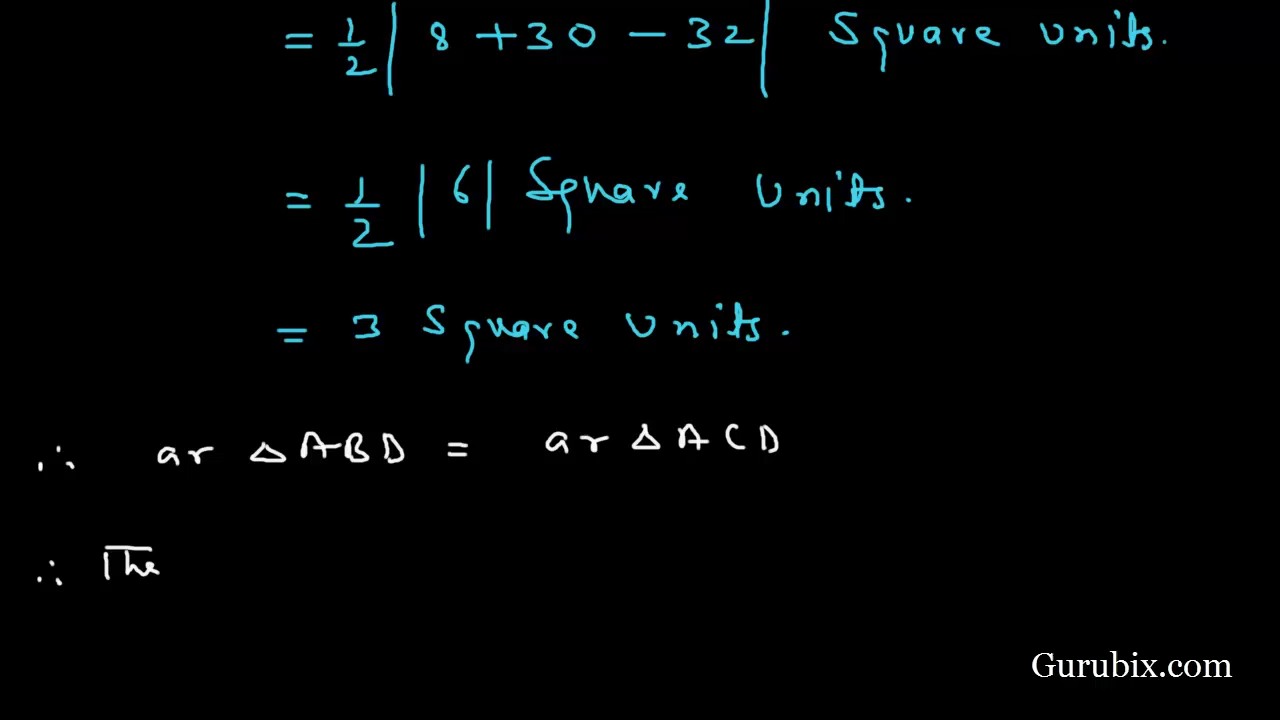 = 1/2 | 8 + 30 - 32 | Square Units.
= 1/2 | 6 | Square Units.
= 3 Square Units.
∴ ar △ABD = ar △ACD
∴ The
Gurubix.com